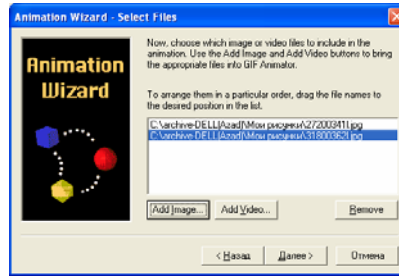 Animation Wizard - Select Files
Animation
Wizard
Now, choose which image or video files to include in the
animation. Use the Add Image and Add Video buttons to bring
the appropriate files into GIF Animator.
To arrange them in a particular order, drag the file names to
the desired position in the list.
C:\archive-DELL\Azad\Мои рисунки\27200341l.jpg
C:\archive-DELL\Azad\Мои рисунки\31800362l.jpg
Add Image...
Add Video...
Remove
< Назад
Далее >
Отмена